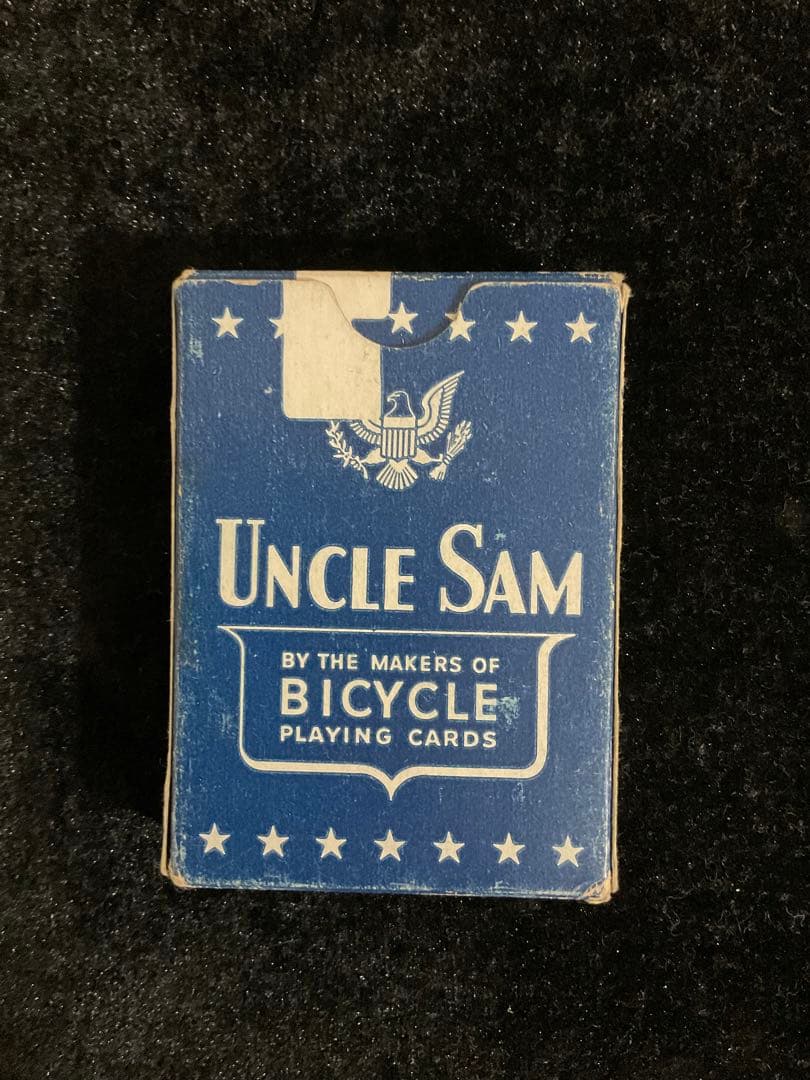 UNCLE SAM
BY THE MAKERS OF
BICYCLE
PLAYING CARDS